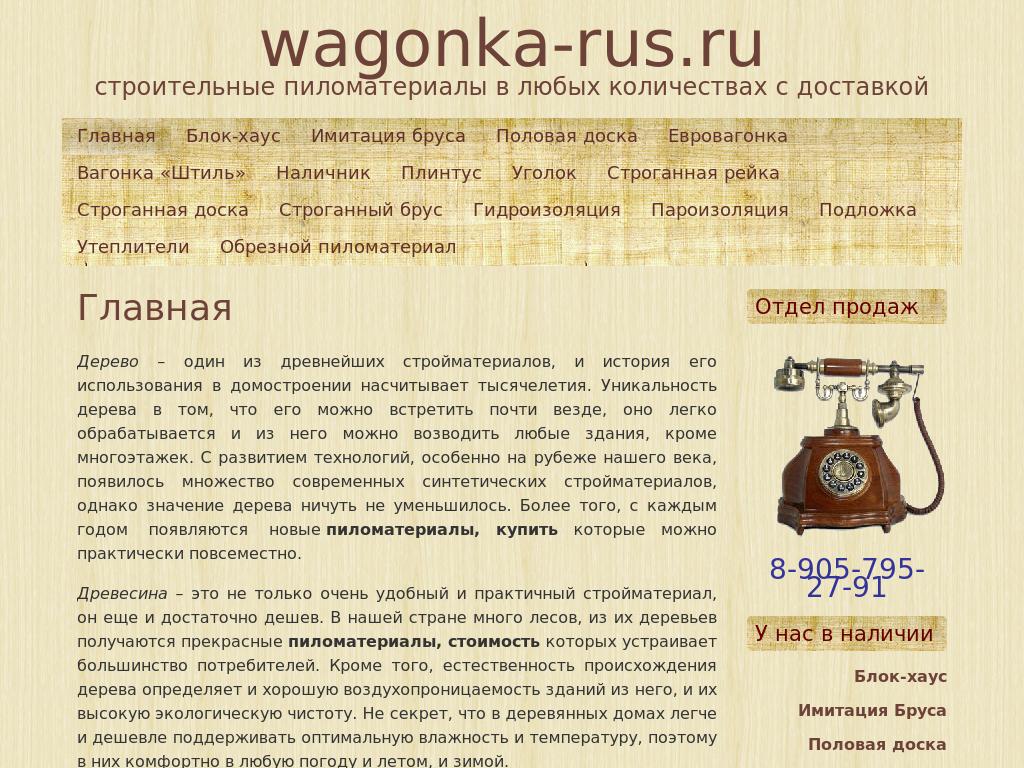 wagonka-rus.ru
строительные пиломатериалы в любых количествах с доставкой
Главная Блок-хаус Имитация бруса Половая доска Евровагонка
Вагонка «Штиль» Наличник Плинтус Уголок Строганная рейка
Строганная доска Строганный брус Гидроизоляция Пароизоляция Подложка
Утеплители Обрезной пиломатериал
Главная
Дерево – один из древнейших стройматериалов, и история его
использования в домостроении насчитывает тысячелетия. Уникальность
дерева в том, что его можно встретить почти везде, оно легко
обрабатывается и из него можно возводить любые здания, кроме
многоэтажек. С развитием технологий, особенно на рубеже нашего века,
появилось множество современных синтетических стройматериалов,
однако значение дерева ничуть не уменьшилось. Более того, с каждым
годом появляются новые пиломатериалы, купить которые можно
практически повсеместно.
Древесина – это не только очень удобный и практичный стройматериал,
он еще и достаточно дешев. В нашей стране много лесов, из их деревьев
получаются прекрасные пиломатериалы, стоимость которых устраивает
большинство потребителей. Кроме того, естественность происхождения
дерева определяет и хорошую воздухопроницаемость зданий из него, и их
высокую экологическую чистоту. Не секрет, что в деревянных домах легче
и дешевле поддерживать оптимальную влажность и температуру, поэтому
в них комфортно в любую погоду и летом, и зимой.
Отдел продаж
8-905-795-
27-91
У нас в наличии
Блок-хаус
Имитация Бруса
Половая доска